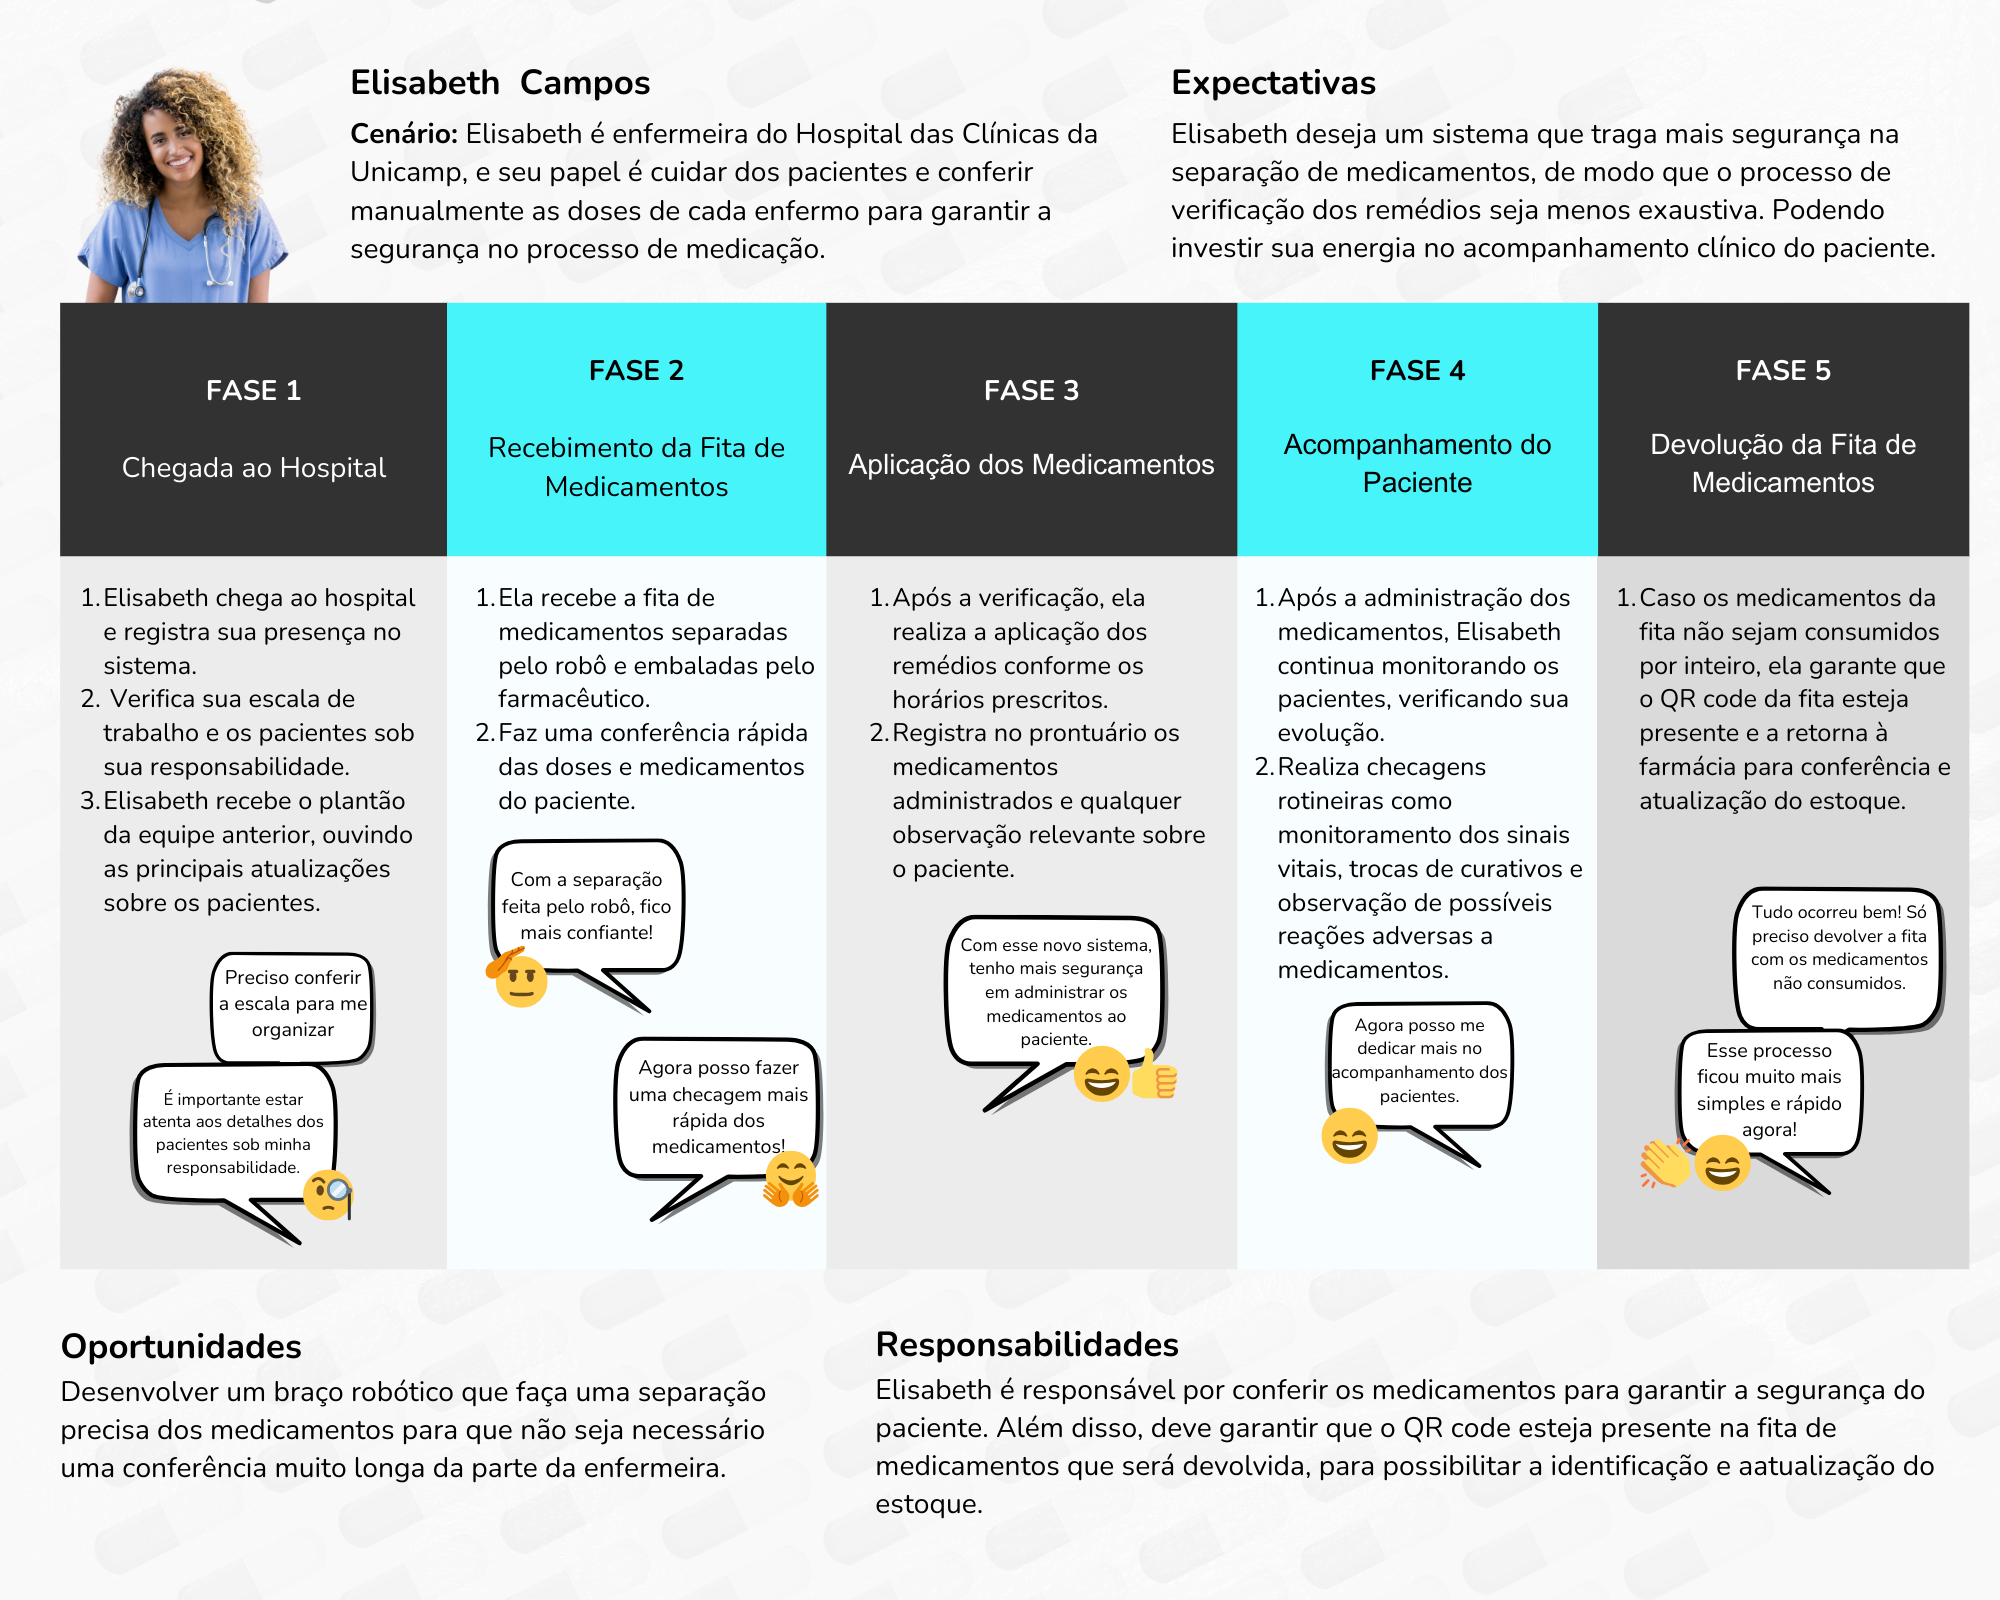 Elisabeth  Campos
Cenário: Elisabeth é enfermeira do Hospital das Clínicas da
Unicamp, e seu papel é cuidar dos pacientes e conferir
manualmente as doses de cada enfermo para garantir a
segurança no processo de medicação.
Expectativas
Elisabeth deseja um sistema que traga mais segurança na
separação de medicamentos, de modo que o processo de
verificação dos remédios seja menos exaustiva. Podendo
investir sua energia no acompanhamento clínico do paciente.
FASE 1
Chegada ao Hospital
FASE 2
Recebimento da Fita de
Medicamentos
FASE 3
Aplicação dos Medicamentos
FASE 4
Acompanhamento do
Paciente
FASE 5
Devolução da Fita de
Medicamentos
1. Elisabeth chega ao hospital
e registra sua presença no
sistema.
2. Verifica sua escala de
trabalho e os pacientes sob
sua responsabilidade.
3. Elisabeth recebe o plantão
da equipe anterior, ouvindo
as principais atualizações
sobre os pacientes.
Preciso conferir
a escala para me
organizar
É importante estar
atenta aos detalhes dos
pacientes sob minha
responsabilidade.
1. Ela recebe a fita de
medicamentos separadas
pelo robô e embaladas pelo
farmacêutico.
2. Faz uma conferência rápida
das doses e medicamentos
do paciente.
Com a separação
feita pelo robô, fico
mais confiante!
Agora posso fazer
uma checagem mais
rápida dos
medicamentos!
1. Após a verificação, ela
realiza a aplicação dos
remédios conforme os
horários prescritos.
2. Registra no prontuário os
medicamentos
administrados e qualquer
observação relevante sobre
o paciente.
Com esse novo sistema,
tenho mais segurança
em administrar os
medicamentos ao
paciente.
1. Após a administração dos
medicamentos, Elisabeth
continua monitorando os
pacientes, verificando sua
evolução.
2. Realiza checagens
rotineiras como
monitoramento dos sinais
vitais, trocas de curativos e
observação de possíveis
reações adversas a
medicamentos.
Agora posso me
dedicar mais no
acompanhamento dos
pacientes.
1. Caso os medicamentos da
fita não sejam consumidos
por inteiro, ela garante que
o QR code da fita esteja
presente e a retorna à
farmácia para conferência e
atualização do estoque.
Tudo ocorreu bem! Só
preciso devolver a fita
com os medicamentos
não consumidos.
Esse processo
ficou muito mais
simples e rápido
agora!
Oportunidades
Desenvolver um braço robótico que faça uma separação
precisa dos medicamentos para que não seja necessário
uma conferência muito longa da parte da enfermeira.
Responsabilidades
Elisabeth é responsável por conferir os medicamentos para garantir a segurança do
paciente. Além disso, deve garantir que o QR code esteja presente na fita de
medicamentos que será devolvida, para possibilitar a identificação e aatualização do
estoque.